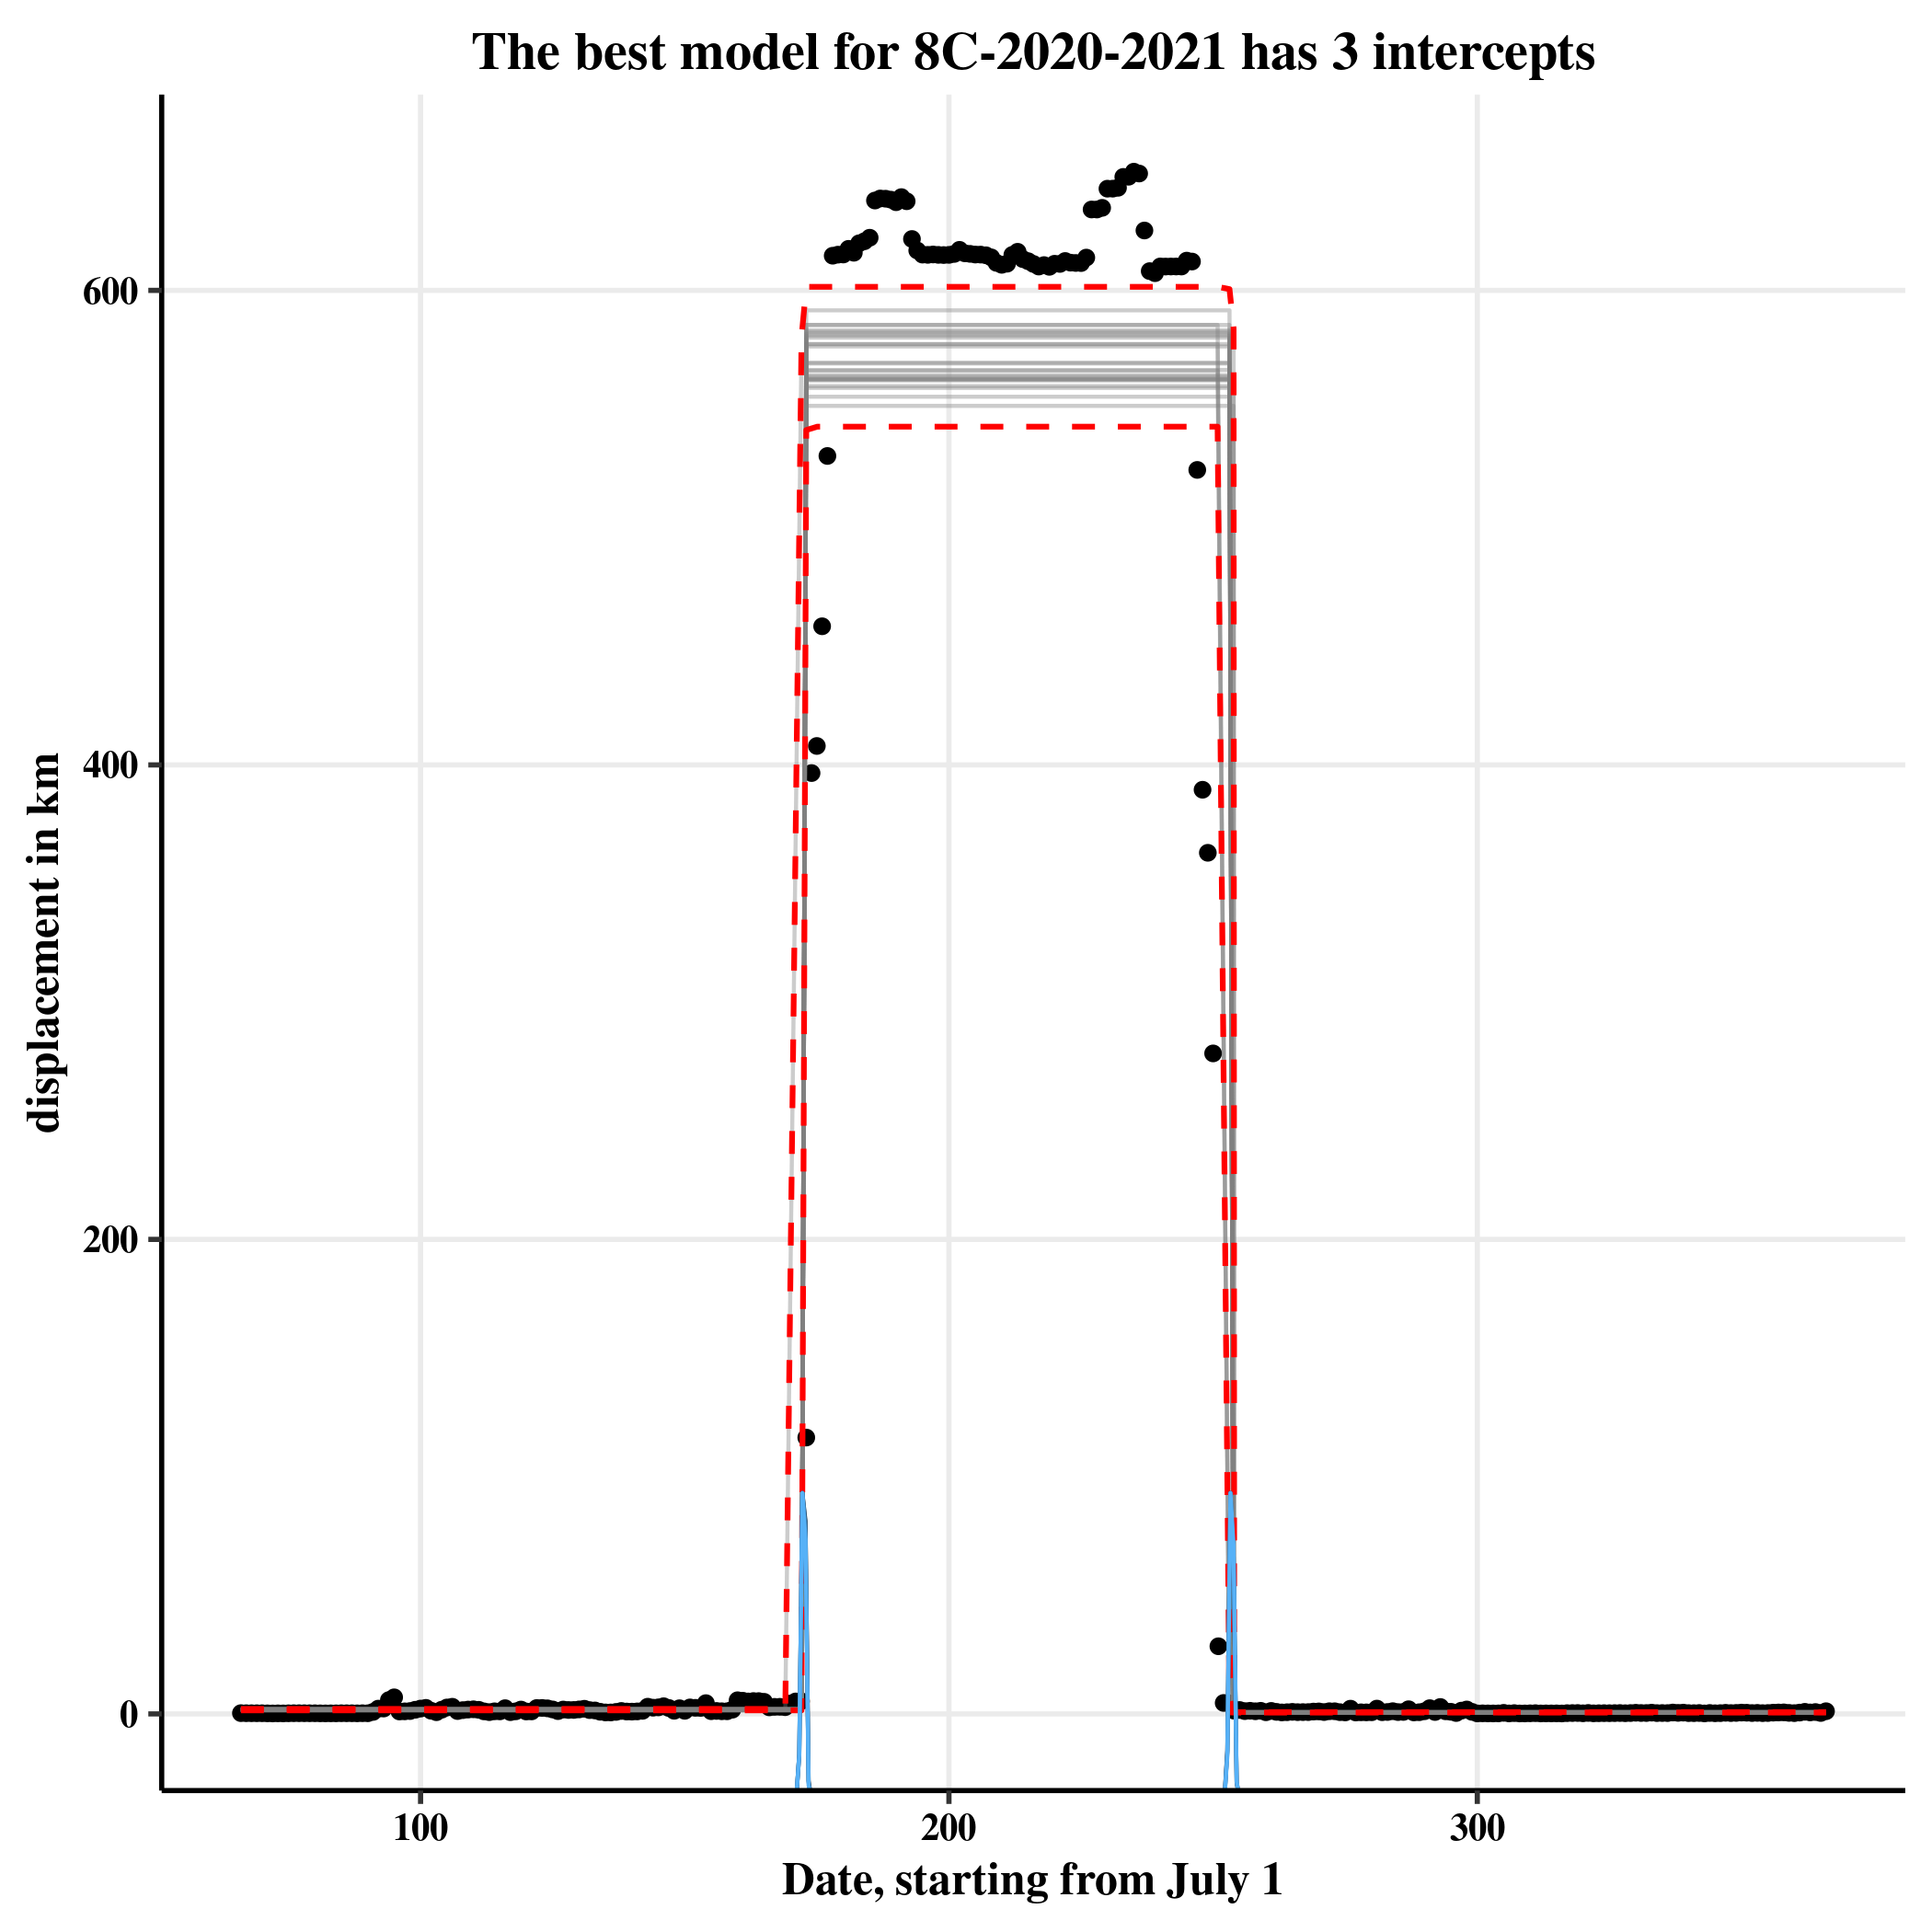 The best model for 8C-2020-2021 has 3 intercepts
displacement in km
600
400
200
0
100
200
300
Date, starting from July 1